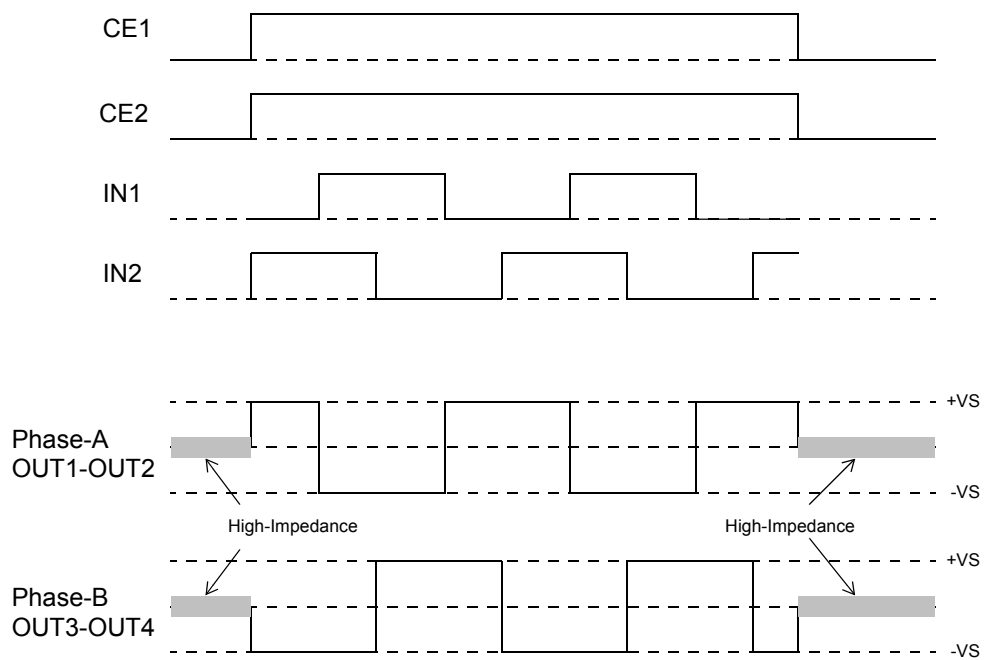 CE1
CE2
IN1
IN2
+VS
Phase-A
OUT1-OUT2
-VS
High-Impedance
High-Impedance
+VS
Phase-B
OUT3-OUT4
-VS